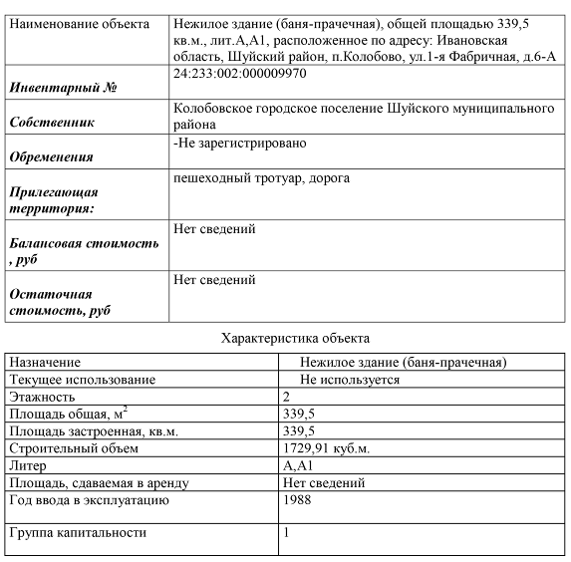 Наименование объекта
Нежилое здание (баня-прачечная), общей площадью 339,5
кв.м., лит.А,А1, расположенное по адресу: Ивановская
область, Шуйский район, п.Колобово, ул.1-я Фабричная, д.6-А
Инвентарный №
24:233:002:000009970
Собственник
Колобовское городское поселение Шуйского муниципального
района
Обременения
-Не зарегистрировано
Прилегающая
территория:
пешеходный тротуар, дорога
Балансовая стоимость
, руб
Нет сведений
Остаточная
стоимость, руб
Нет сведений
Характеристика объекта
Назначение
Нежилое здание (баня-прачечная)
Текущее использование
Не используется
Этажность
2
Площадь общая, м²
339,5
Площадь застроенная, кв.м.
339,5
Строительный объем
1729,91 куб.м.
Литер
А,А1
Площадь, сдаваемая в аренду
Нет сведений
Год ввода в эксплуатацию
1988
Группа капитальности
1